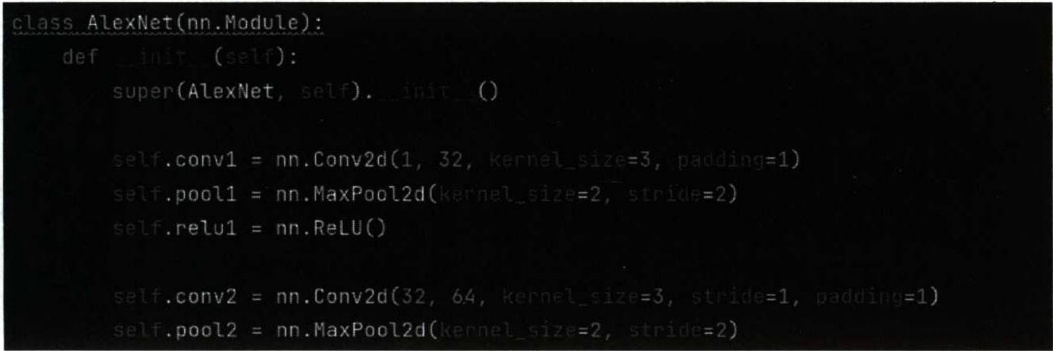 class AlexNet(nn.Module):
def __init__(self):
super(AlexNet, self).__init__()
self.conv1 = nn.Conv2d(1, 32, kernel_size=3, padding=1)
self.pool1 = nn.MaxPool2d(kernel_size=2, stride=2)
self.relu1 = nn.ReLU()
self.conv2 = nn.Conv2d(32, 64, kernel_size=3, stride=1, padding=1)
self.pool2 = nn.MaxPool2d(kernel_size=2, stride=2)